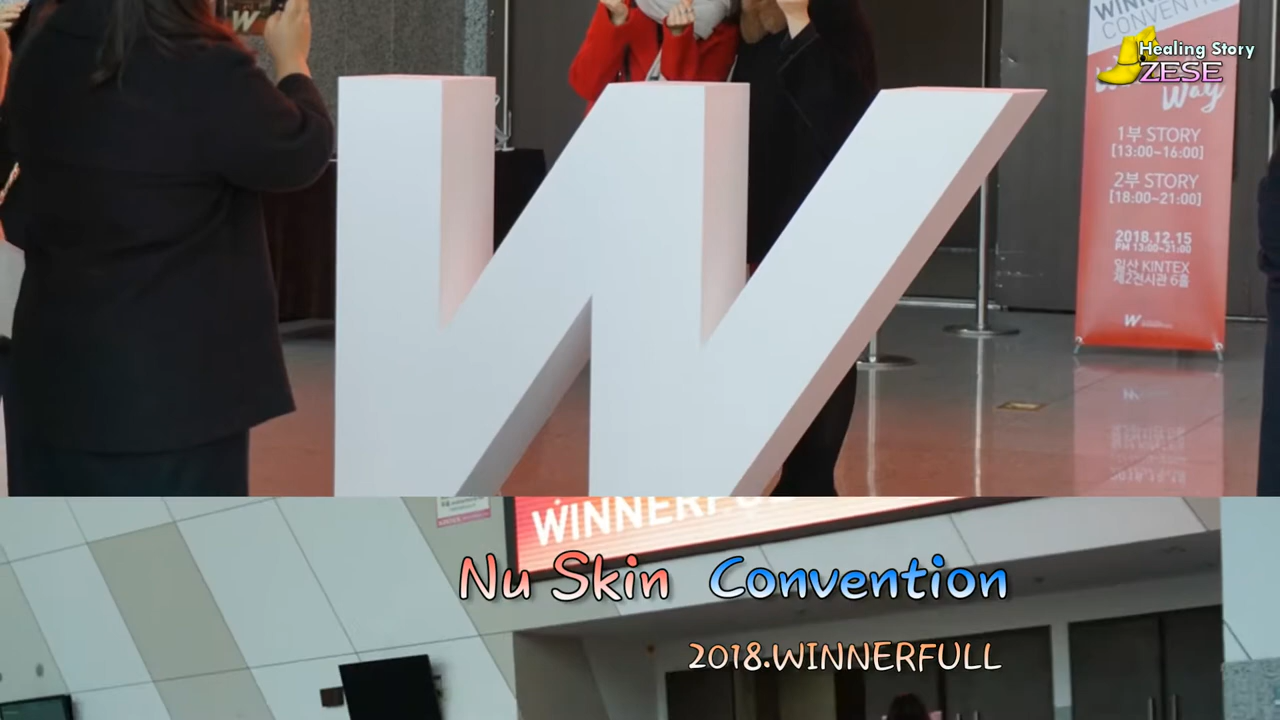 W
WINNER
CONVENTI
Healing Story
ZESE
Way
1부 STORY
[13:00~16:00]
2부 STORY
[18:00~21:00]
2018.12.15
PM 13:00~21:00
일산 KINTEX
제2전시관 6홀
W
WINNERF
Nu Skin Convention
2018.WINNERFULL